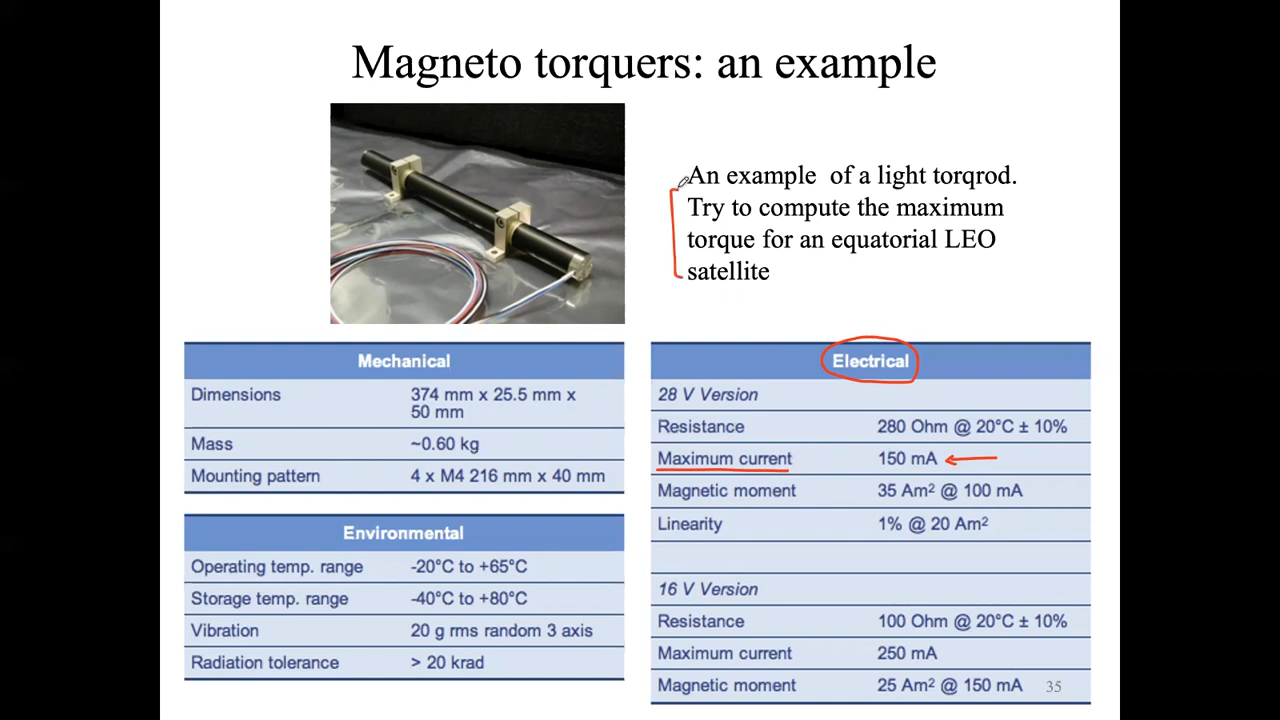 Magneto torquers: an example
An example of a light torqrod.
Try to compute the maximum
torque for an equatorial LEO
satellite
Mechanical
Dimensions 374 mm x 25.5 mm x
50 mm
Mass ~0.60 kg
Mounting pattern 4 x M4 216 mm x 40 mm
Environmental
Operating temp. range -20°C to +65°C
Storage temp. range -40°C to +80°C
Vibration 20 g rms random 3 axis
Radiation tolerance > 20 krad
Electrical
28 V Version
Resistance 280 Ohm @ 20°C ± 10%
Maximum current 150 mA
Magnetic moment 35 Am² @ 100 mA
Linearity 1% @ 20 Am²
16 V Version
Resistance 100 Ohm @ 20°C ± 10%
Maximum current 250 mA
Magnetic moment 25 Am² @ 150 mA
35